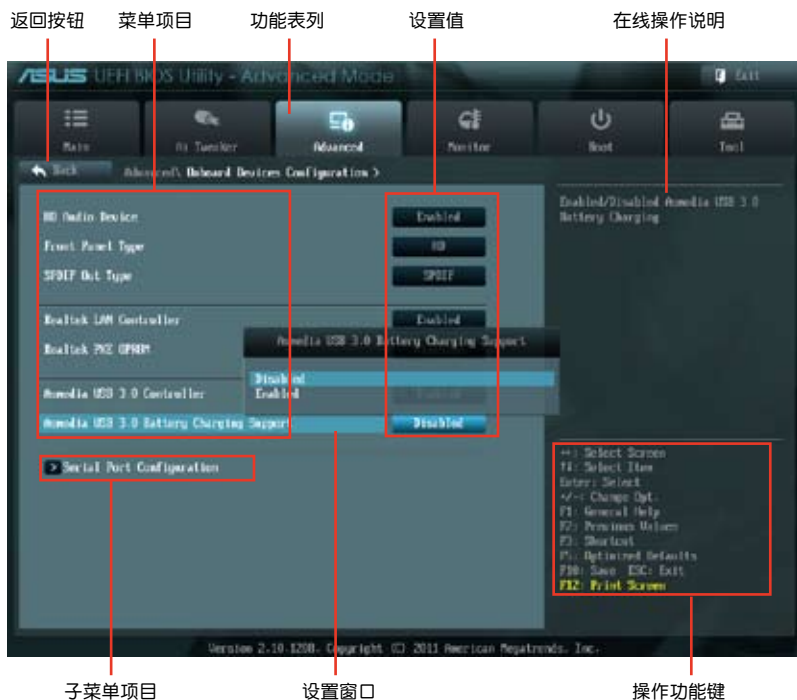 返回按钮 菜单项目 功能表列 设置值 在线操作说明
ASUS UEFI BIOS Utility - Advanced Mode Exit
Main Ai Tweaker Advanced Monitor Boot Tool
Back Advanced\ Onboard Devices Configuration >
Enabled/Disabled Asmedia USB 3.0
Battery Charging
HD Audio Device Enabled
Front Panel Type HD
SPDIF Out Type SPDIF
Realtek LAN Controller Enabled
Realtek PXE OPROM
Asmedia USB 3.0 Battery Charging Support
Disabled
Enabled
Asmedia USB 3.0 Controller
Asmedia USB 3.0 Battery Charging Support Disabled
> Serial Port Configuration
↔: Select Screen
↑↓: Select Item
Enter: Select
+/-: Change Opt.
F1: General Help
F2: Previous Values
F3: Shortcut
F5: Optimized Defaults
F10: Save ESC: Exit
F12: Print Screen
Version 2.10.1208. Copyright (C) 2011 American Megatrends, Inc.
子菜单项目 设置窗口 操作功能键